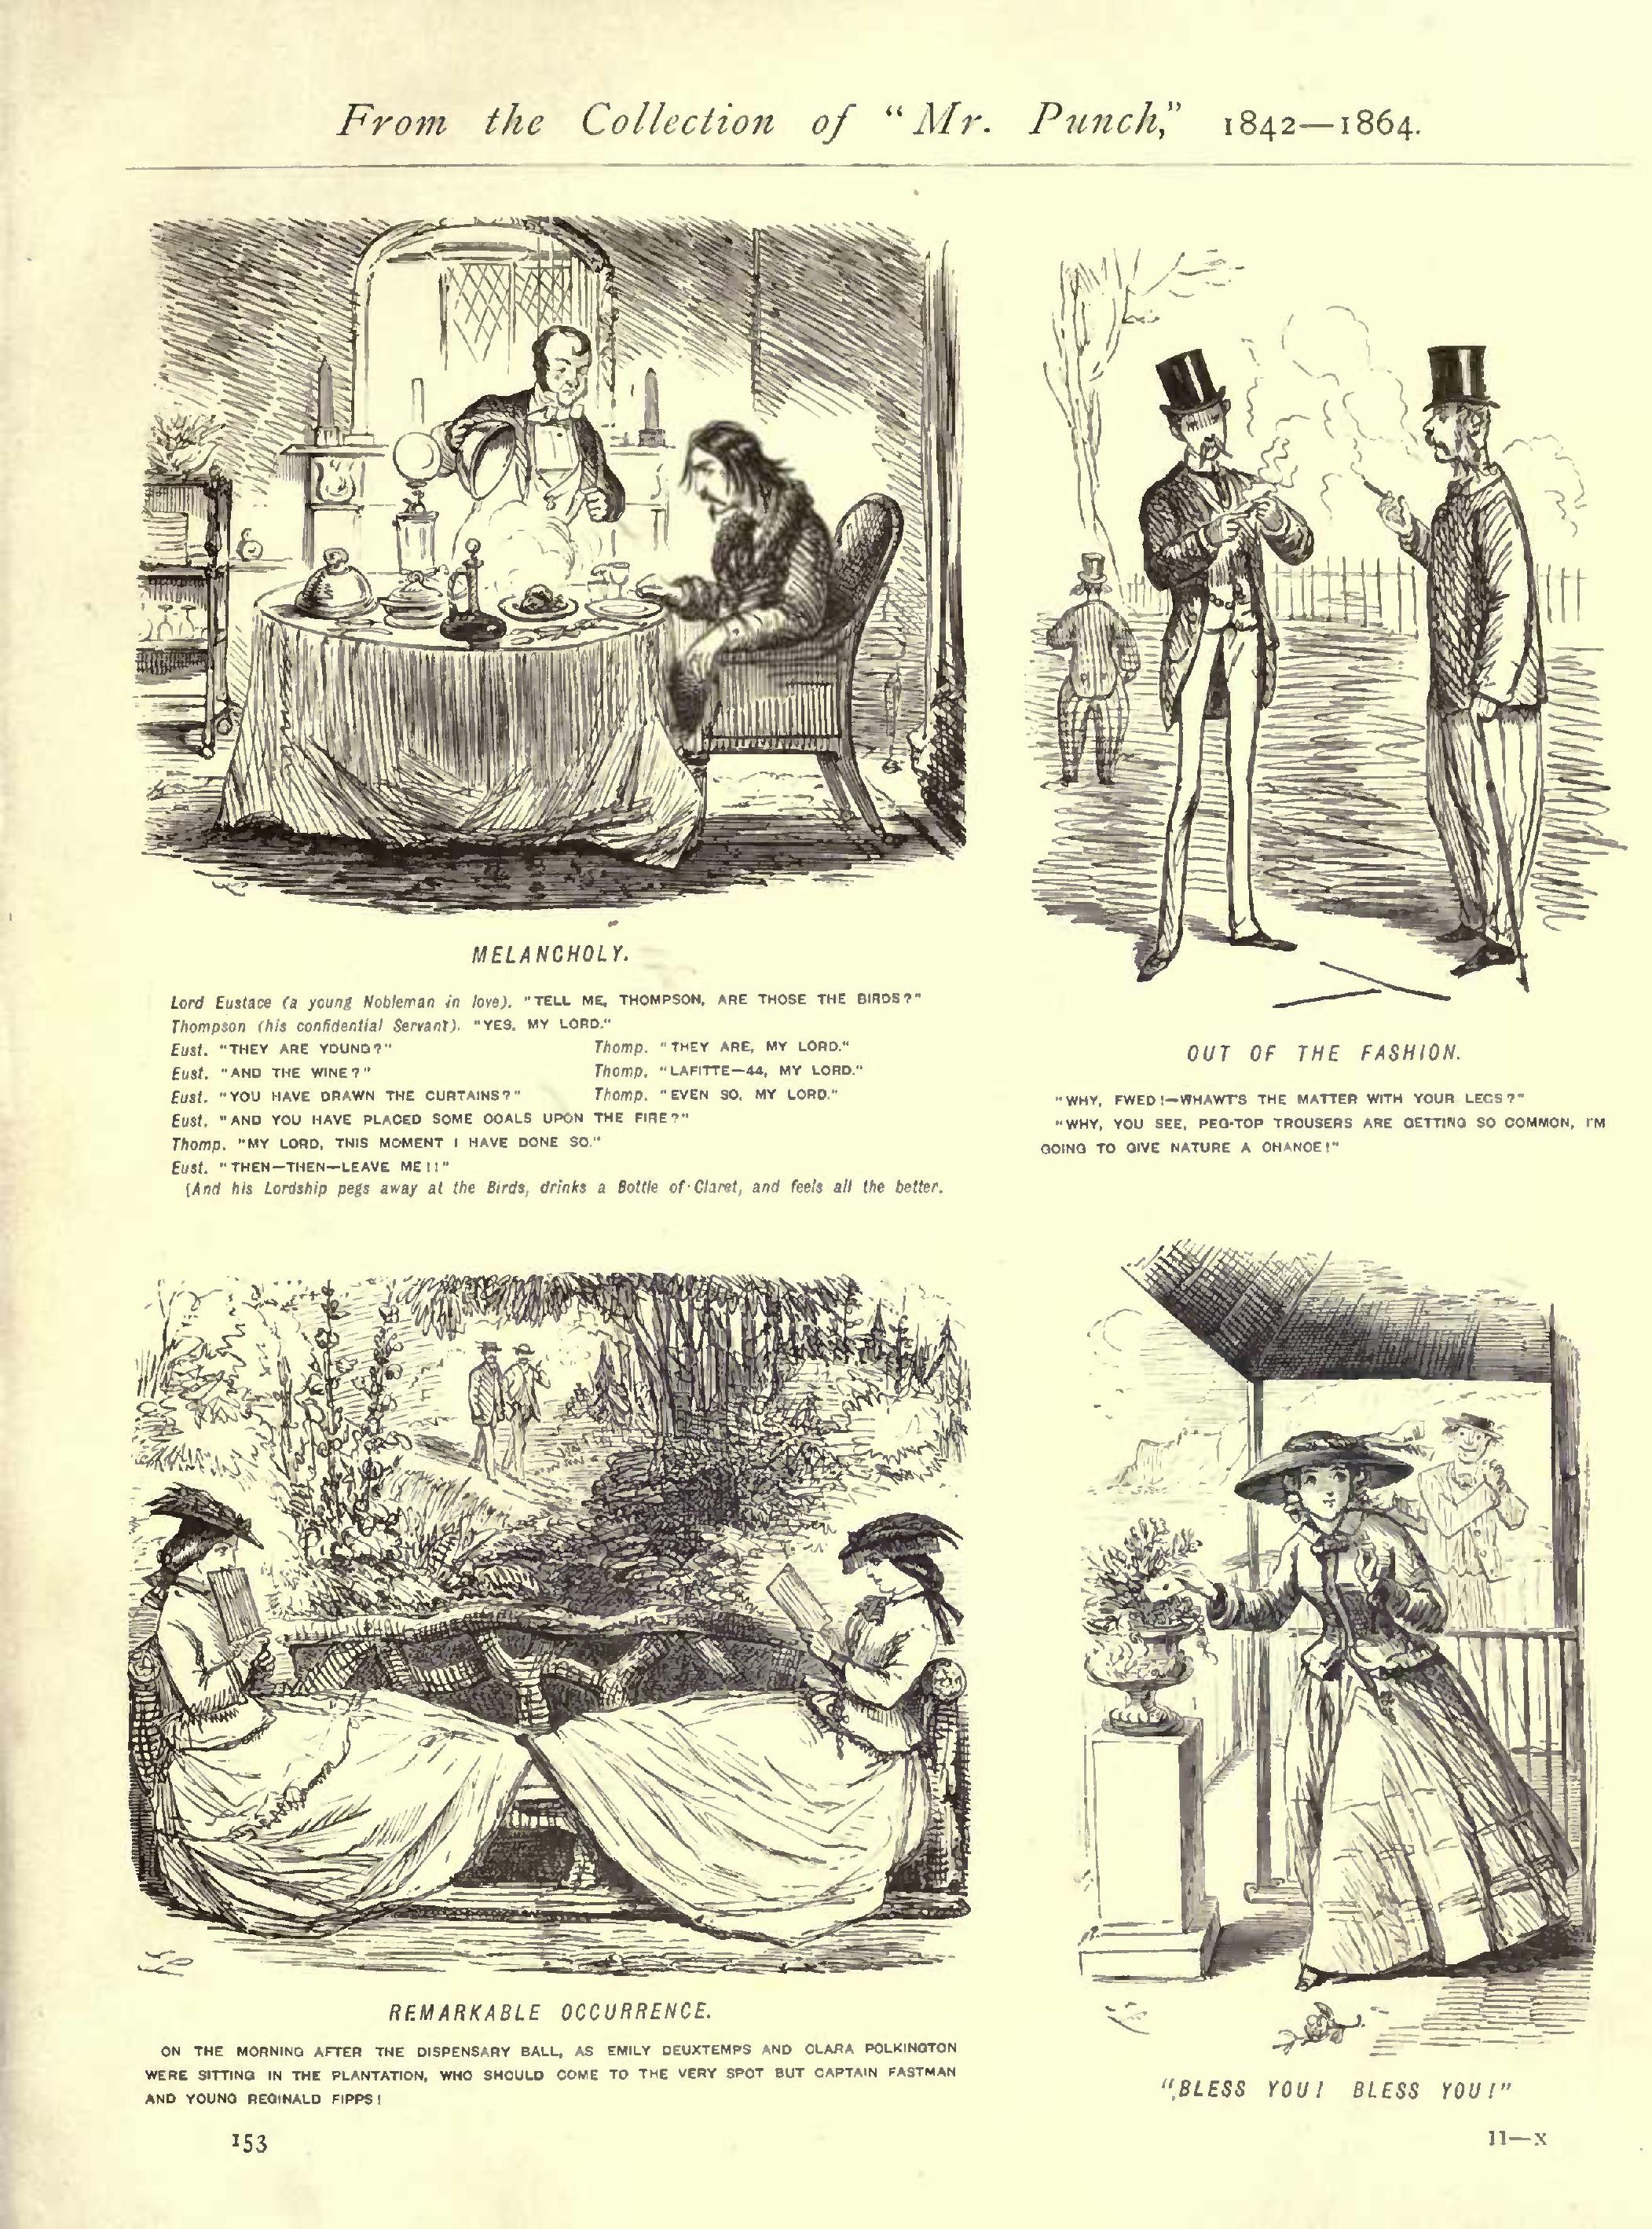 From the Collection of "Mr. Punch," 1842—1864.
MELANCHOLY.
Lord Eustace (a young Nobleman in love). "TELL ME, THOMPSON, ARE THOSE THE BIRDS?"
Thompson (his confidential Servant). "YES, MY LORD."
Eust. "THEY ARE YOUNG?" Thomp. "THEY ARE, MY LORD."
Eust. "AND THE WINE?" Thomp. "LAFITTE—44, MY LORD."
Eust. "YOU HAVE DRAWN THE CURTAINS?" Thomp. "EVEN SO, MY LORD."
Eust. "AND YOU HAVE PLACED SOME COALS UPON THE FIRE?"
Thomp. "MY LORD, THIS MOMENT I HAVE DONE SO."
Eust. "THEN—THEN—LEAVE ME!!"
(And his Lordship pegs away at the Birds, drinks a Bottle of Claret, and feels all the better.
OUT OF THE FASHION.
"WHY, FWED!—WHAWT'S THE MATTER WITH YOUR LEGS?"
"WHY, YOU SEE, PEG-TOP TROUSERS ARE GETTING SO COMMON, I'M
GOING TO GIVE NATURE A CHANCE!"
REMARKABLE OCCURRENCE.
ON THE MORNING AFTER THE DISPENSARY BALL, AS EMILY DEUXTEMPS AND CLARA POLKINGTON
WERE SITTING IN THE PLANTATION, WHO SHOULD COME TO THE VERY SPOT BUT CAPTAIN FASTMAN
AND YOUNG REGINALD FIPPS!
"BLESS YOU! BLESS YOU!"
153
11—X